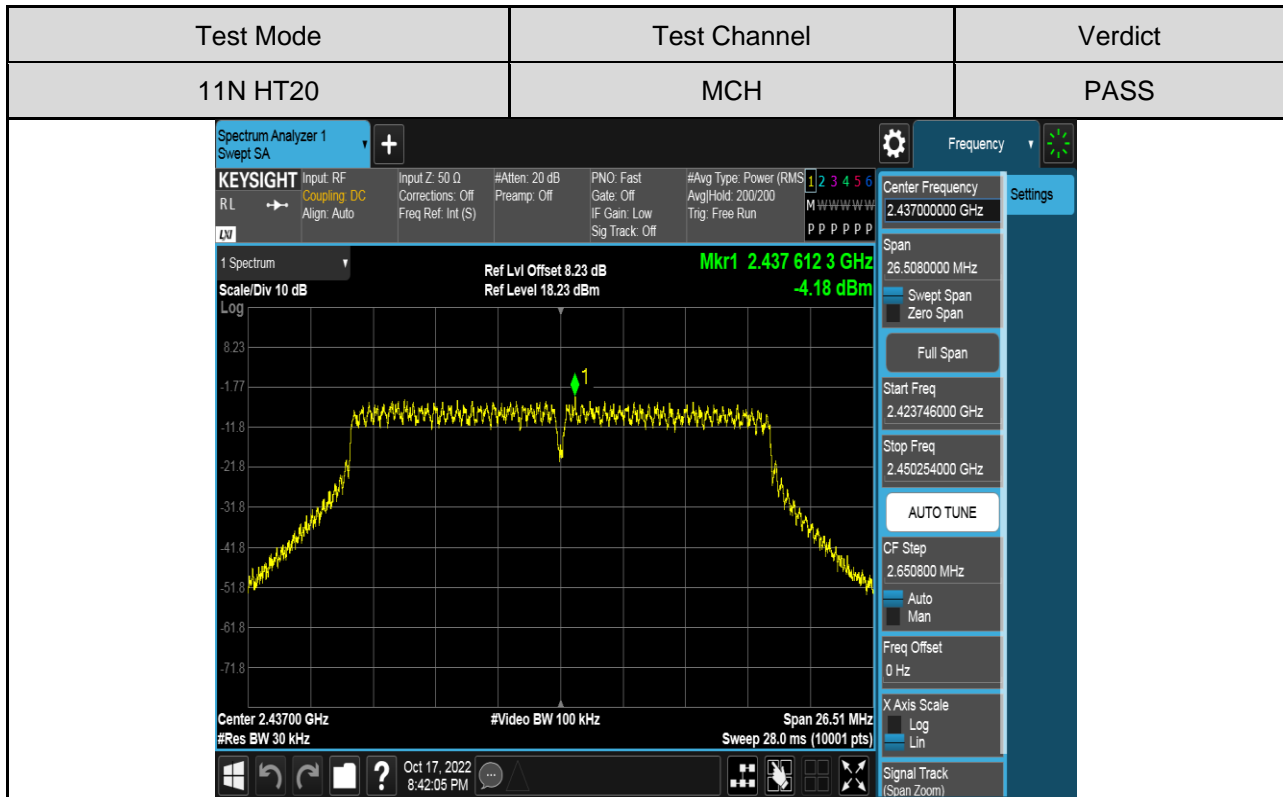 Test Mode Test Channel Verdict
11N HT20 MCH PASS
Spectrum Analyzer 1
Swept SA
+
Frequency
KEYSIGHT
RL
LXI
Input: RF
Coupling: DC
Align: Auto
Input Z: 50 Ω
Corrections: Off
Freq Ref: Int (S)
#Atten: 20 dB
Preamp: Off
PNO: Fast
Gate: Off
IF Gain: Low
Sig Track: Off
#Avg Type: Power (RMS
Avg|Hold: 200/200
Trig: Free Run
1 2 3 4 5 6
M W W W W W
P P P P P P
1 Spectrum
Scale/Div 10 dB
Ref Lvl Offset 8.23 dB
Ref Level 18.23 dBm
Mkr1 2.437 612 3 GHz
-4.18 dBm
Log
8.23
-1.77
-11.8
-21.8
-31.8
-41.8
-51.8
-61.8
-71.8
1
Center 2.43700 GHz
#Res BW 30 kHz
#Video BW 100 kHz
Span 26.51 MHz
Sweep 28.0 ms (10001 pts)
?
Oct 17, 2022
8:42:05 PM
Center Frequency
2.437000000 GHz
Span
26.5080000 MHz
Swept Span
Zero Span
Full Span
Start Freq
2.423746000 GHz
Stop Freq
2.450254000 GHz
AUTO TUNE
CF Step
2.650800 MHz
Auto
Man
Freq Offset
0 Hz
X Axis Scale
Log
Lin
Signal Track
(Span Zoom)
Settings